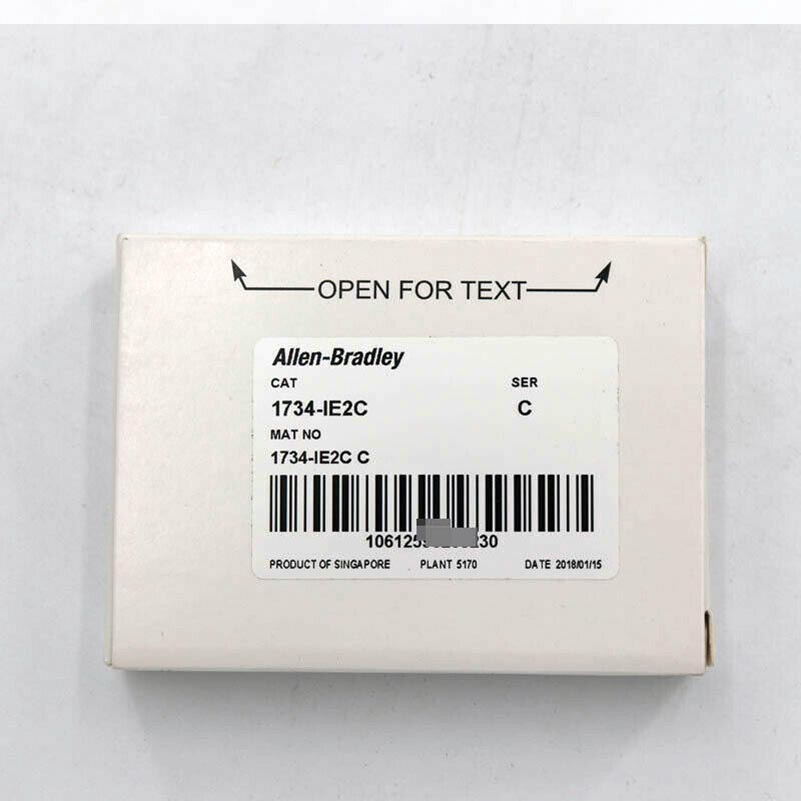 OPEN FOR TEXT
Allen-Bradley
CAT SER
1734-IE2C C
MAT NO
1734-IE2C C
PRODUCT OF SINGAPORE PLANT 5170 DATE 2018/01/15